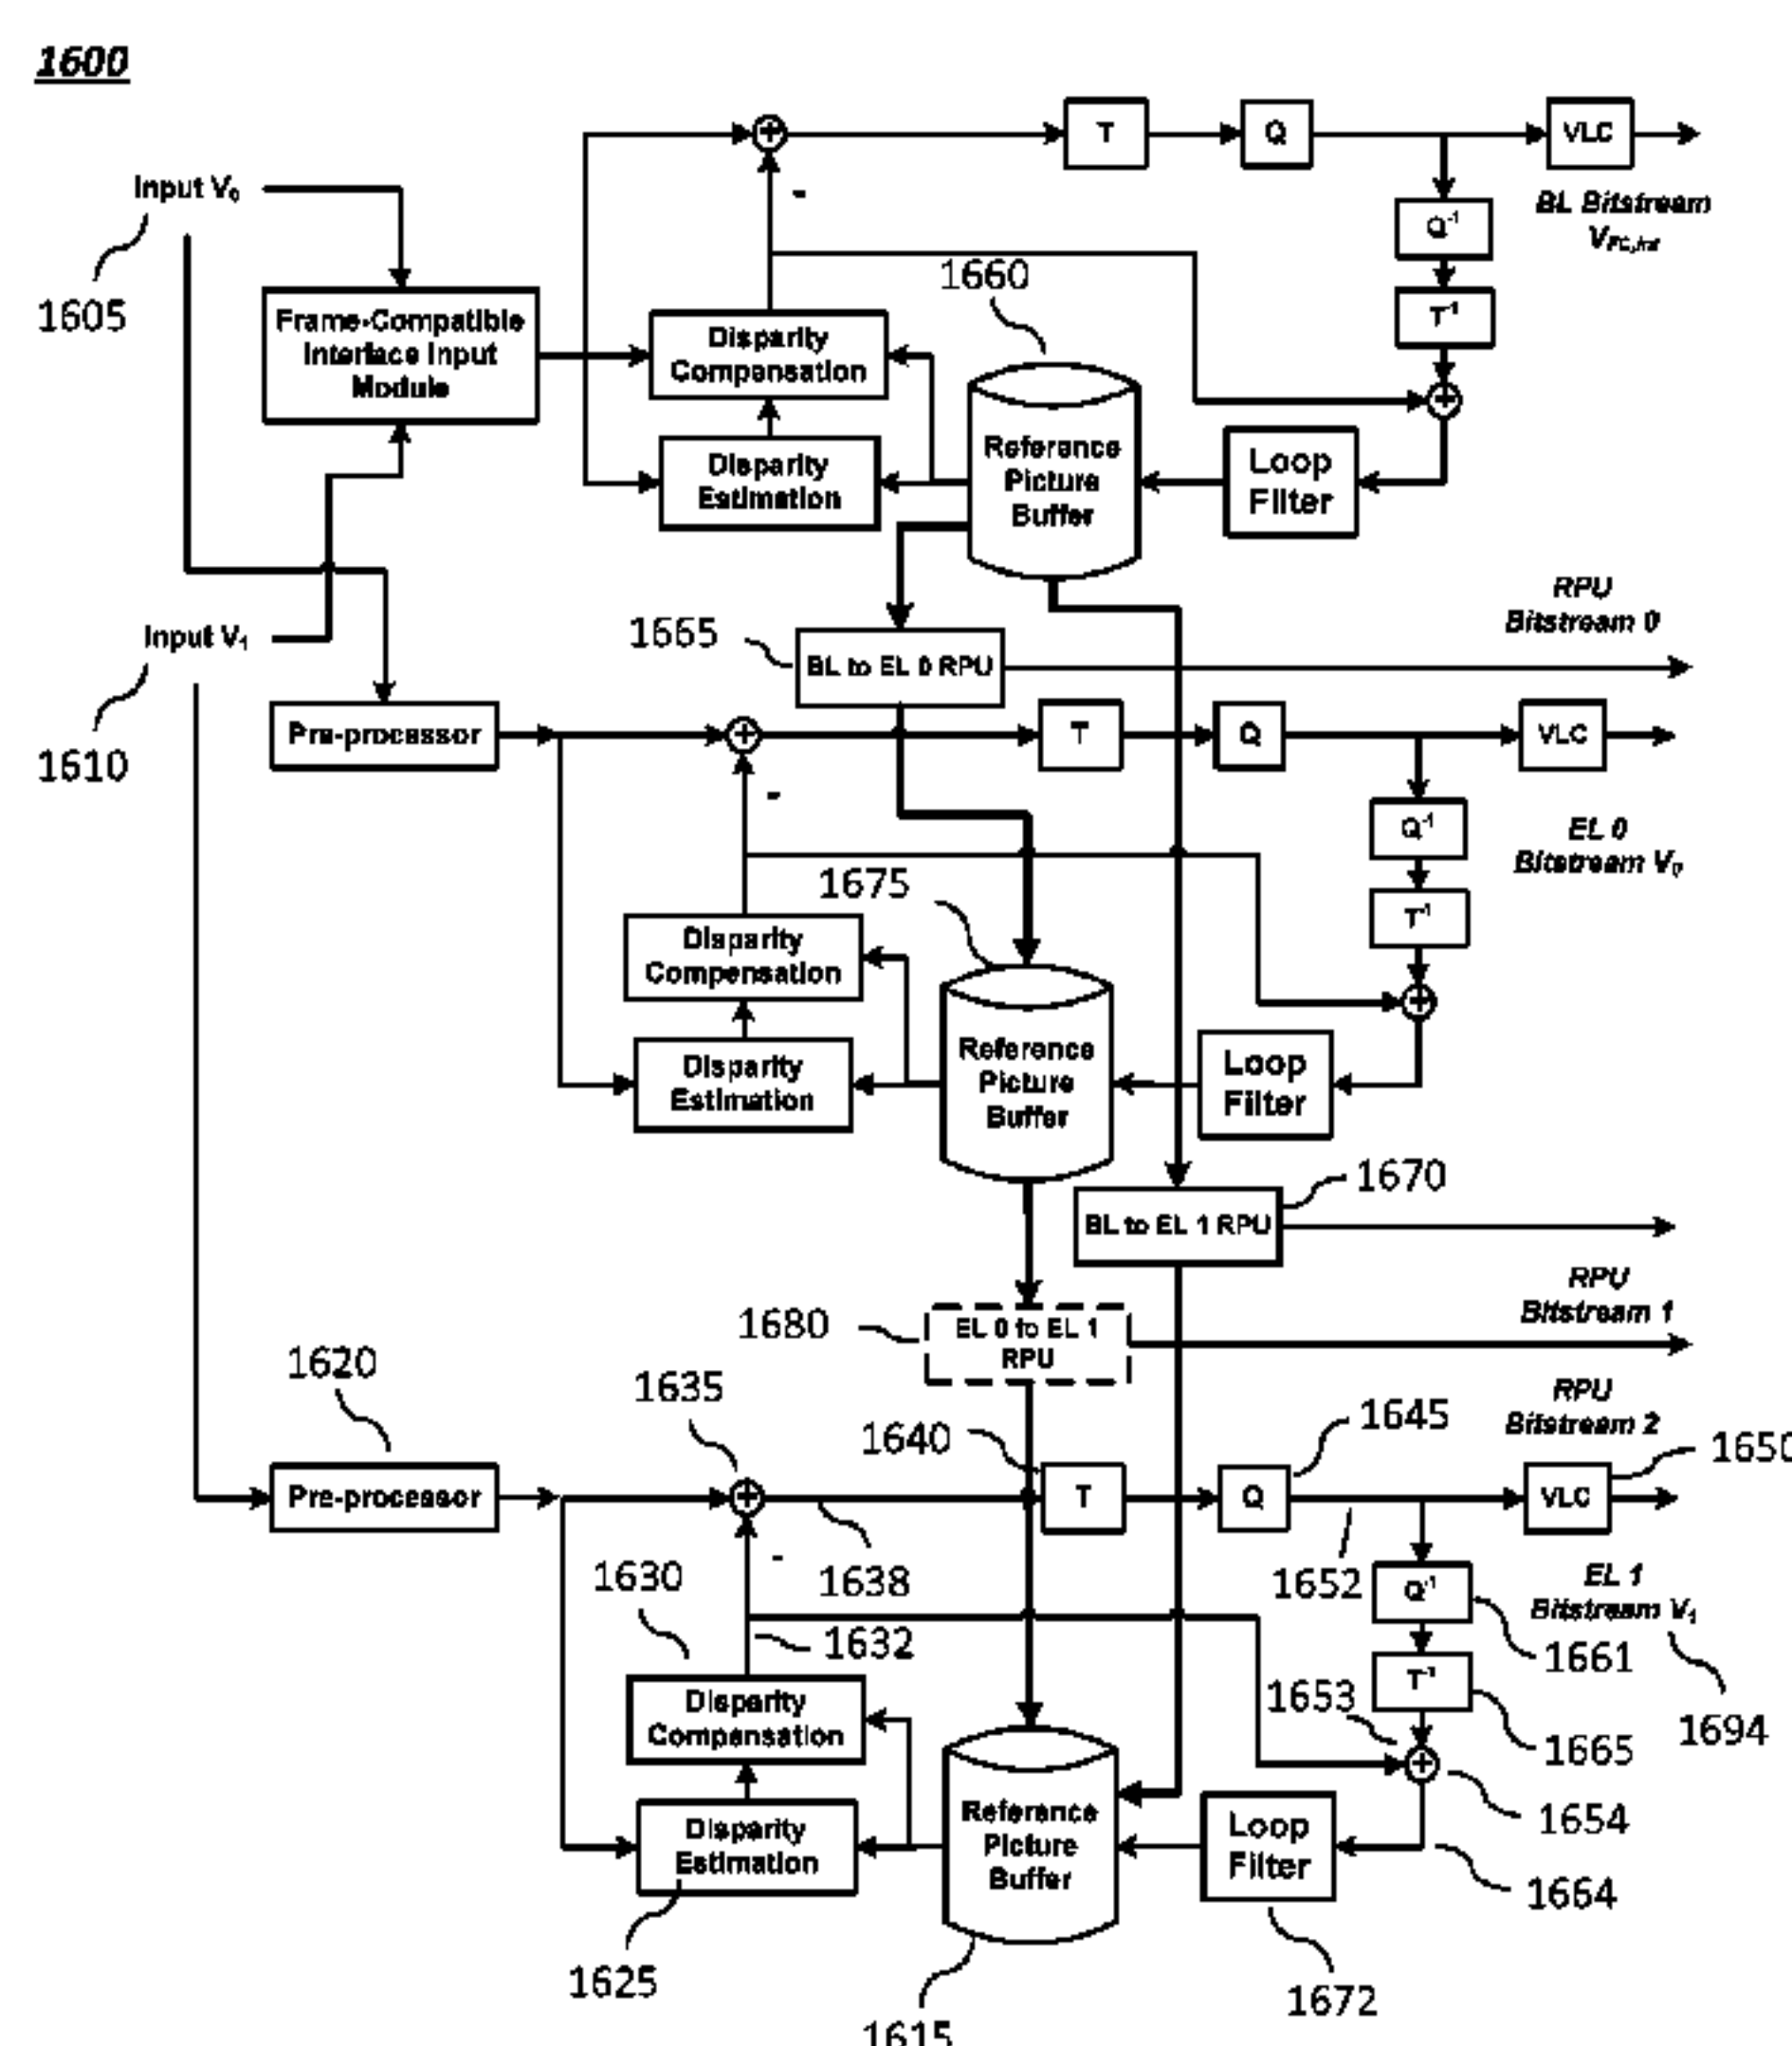 1600
T
Q
VLC
Input V₀
-
BL Bitstream
Q⁻¹
1605
1660
Frame-Compatible
Interface Input
Module
Disparity
Compensation
T⁻¹
Reference
Picture
Buffer
Disparity
Estimation
Loop
Filter
RPU
Bitstream 0
Input V₁
1665
BL to EL 0 RPU
1610
Pre-processor
T
Q
VLC
-
Q⁻¹
EL 0
Bitstream V₀
1675
T⁻¹
Disparity
Compensation
Reference
Picture
Buffer
Disparity
Estimation
Loop
Filter
1670
BL to EL 1 RPU
RPU
Bitstream 1
1680
EL 0 to EL 1
RPU
1620
1635
RPU
Bitstream 2
1640
1645
1650
Pre-processor
T
Q
VLC
-
1630
1638
1652
Q⁻¹
EL 1
Bitstream V₁
1632
1661
Disparity
Compensation
1653
T⁻¹
1665
1694
Reference
Picture
Buffer
Disparity
Estimation
Loop
Filter
1654
1664
1625
1672
1615